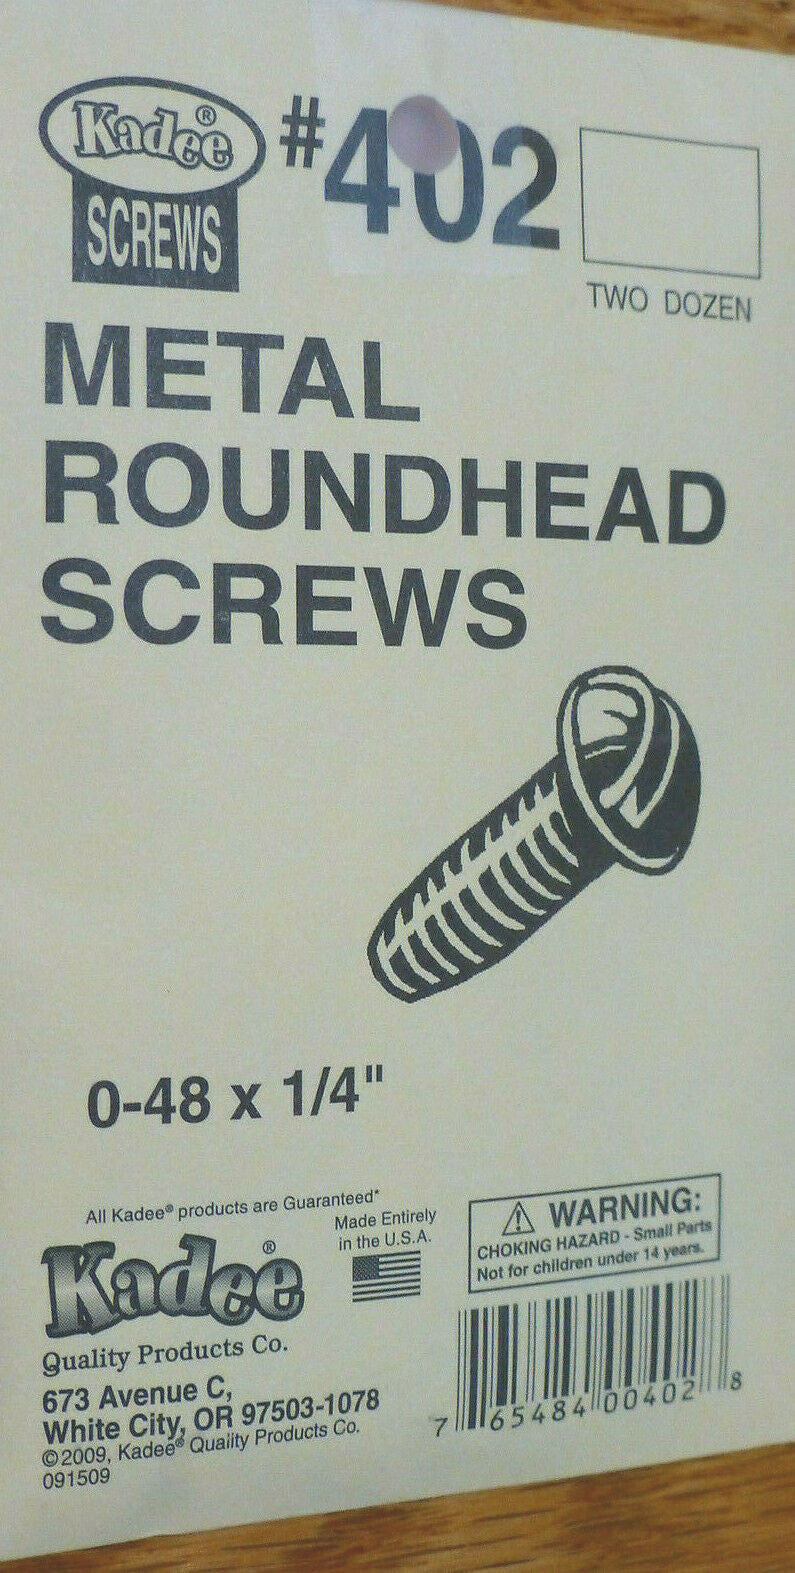 Kadee®
SCREWS
#402
TWO DOZEN
METAL
ROUNDHEAD
SCREWS
0-48 x 1/4"
All Kadee® products are Guaranteed*
Made Entirely
in the U.S.A.
Kadee®
Quality Products Co.
673 Avenue C,
White City, OR 97503-1078
©2009, Kadee® Quality Products Co.
091509
WARNING:
CHOKING HAZARD - Small Parts
Not for children under 14 years.
7 65484 00402 8